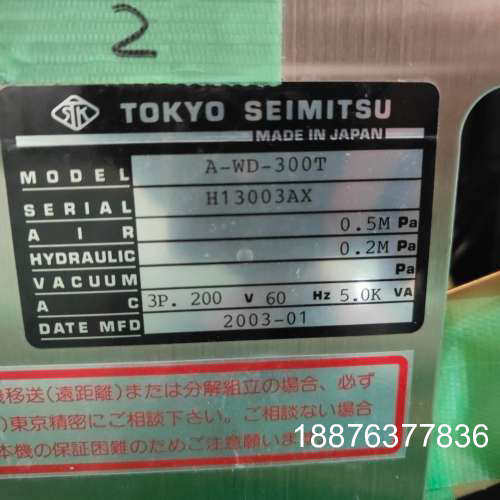 2
STK TOKYO SEIMITSU
MADE IN JAPAN
MODEL A-WD-300T
SERIAL H13003AX
AIR 0.5M Pa
HYDRAULIC 0.2M Pa
VACUUM Pa
AC 3P. 200 V 60 Hz 5.0K VA
DATE MFD 2003-01
機移送(遠距離)または分解組立の場合、必ず
)東京精密にご相談下さい。ご相談ない場合
本機の保証困難のためご注意願います
18876377836